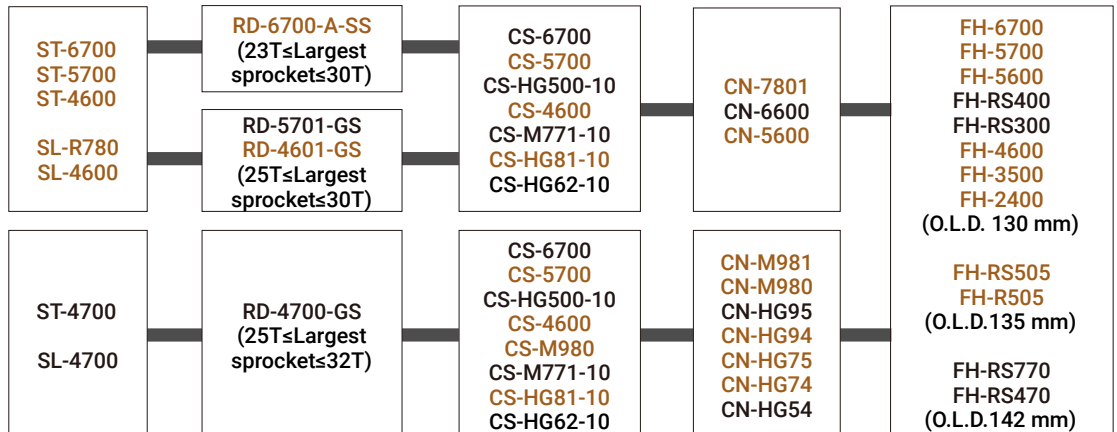 ST-6700
ST-5700
ST-4600
SL-R780
SL-4600
RD-6700-A-SS
(23T≤Largest
sprocket≤30T)
RD-5701-GS
RD-4601-GS
(25T≤Largest
sprocket≤30T)
CS-6700
CS-5700
CS-HG500-10
CS-4600
CS-M771-10
CS-HG81-10
CS-HG62-10
CN-7801
CN-6600
CN-5600
FH-6700
FH-5700
FH-5600
FH-RS400
FH-RS300
FH-4600
FH-3500
FH-2400
(O.L.D. 130 mm)
FH-RS505
FH-R505
(O.L.D.135 mm)
FH-RS770
FH-RS470
(O.L.D.142 mm)
ST-4700
SL-4700
RD-4700-GS
(25T≤Largest
sprocket≤32T)
CS-6700
CS-5700
CS-HG500-10
CS-4600
CS-M980
CS-M771-10
CS-HG81-10
CS-HG62-10
CN-M981
CN-M980
CN-HG95
CN-HG94
CN-HG75
CN-HG74
CN-HG54